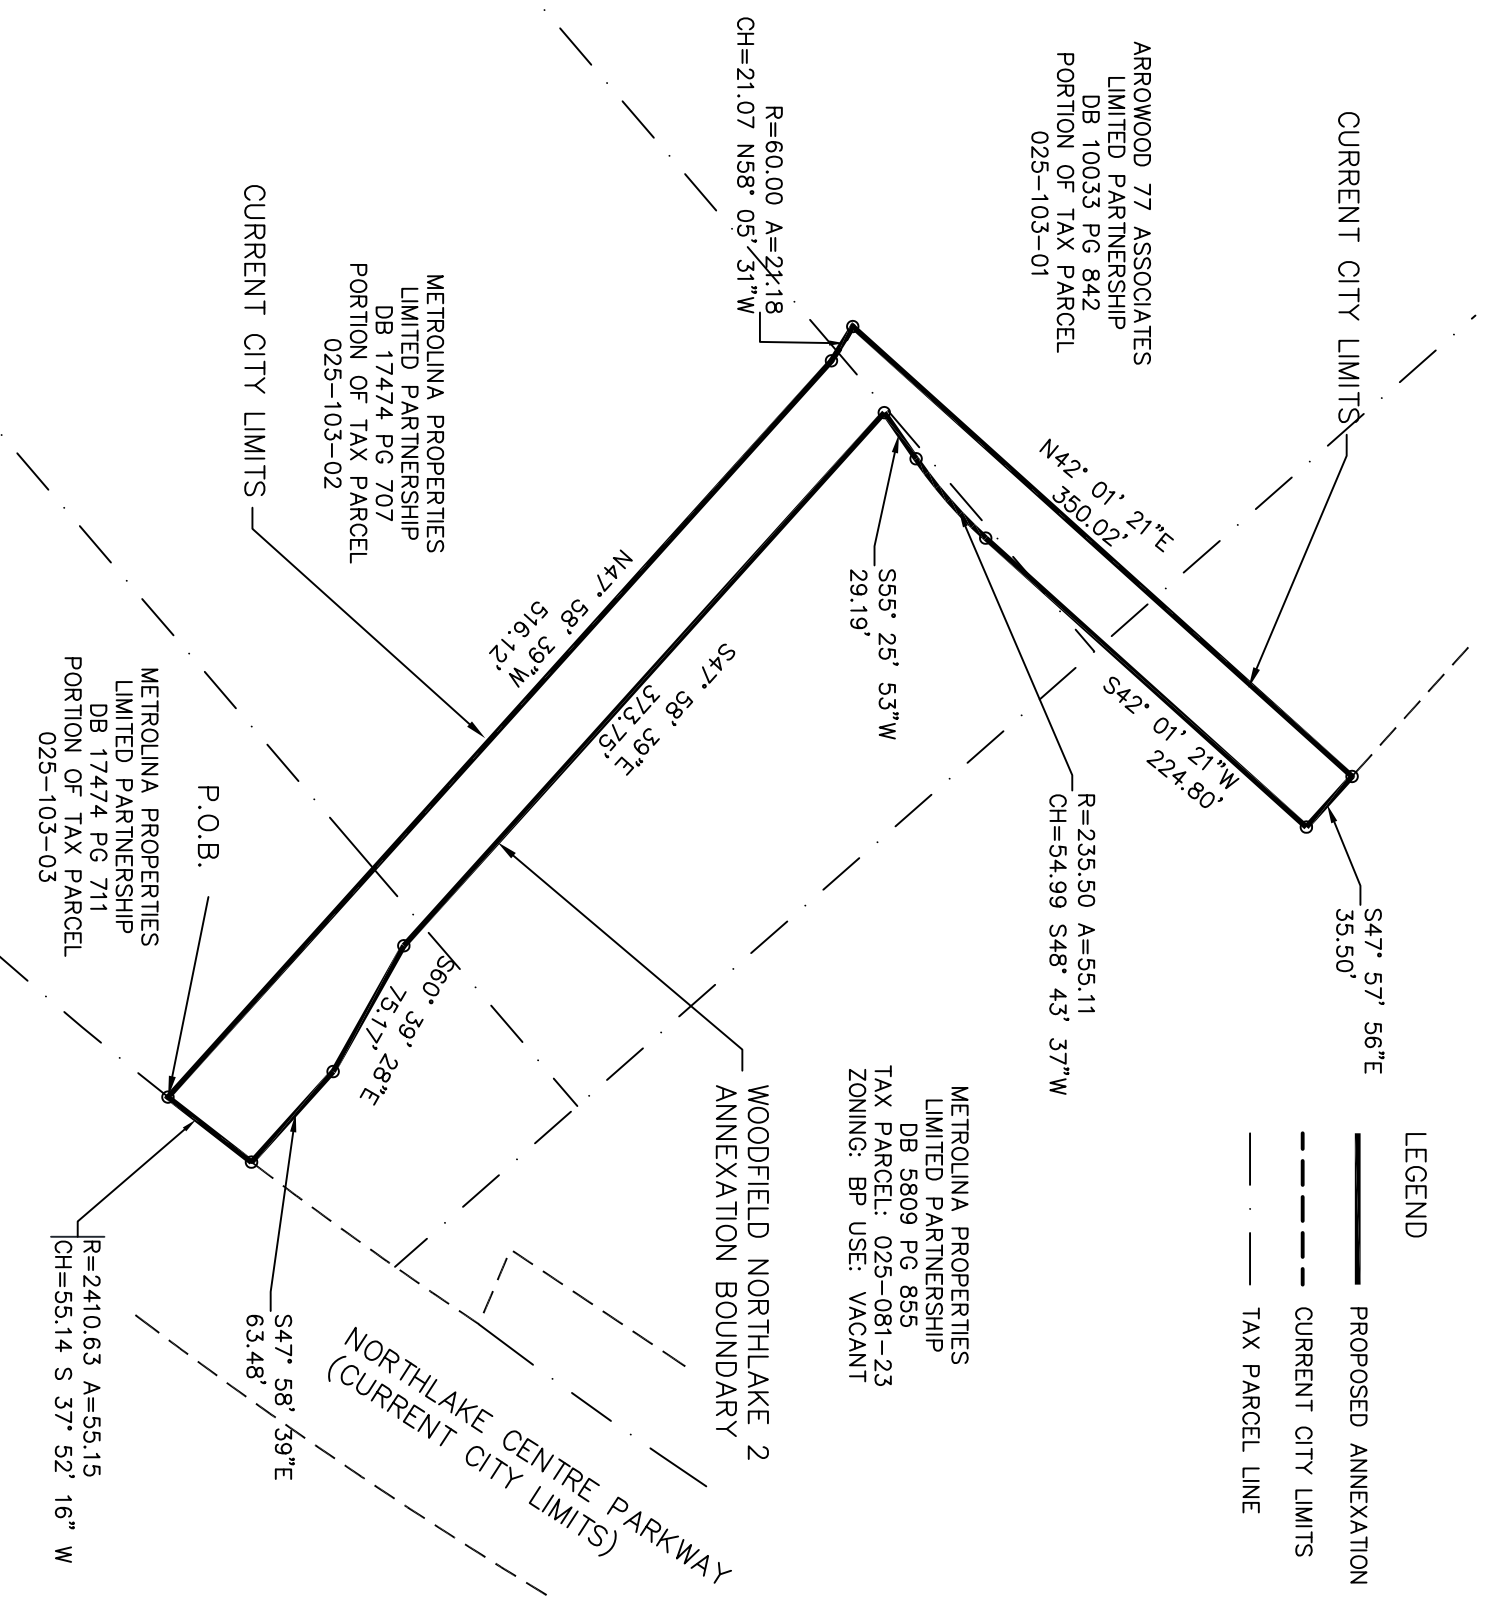 LEGEND
PROPOSED ANNEXATION
CURRENT CITY LIMITS
TAX PARCEL LINE
CURRENT CITY LIMITS
S47° 57' 56"E
35.50'
ARROWOOD 77 ASSOCIATES
LIMITED PARTNERSHIP
DB 10033 PG 842
PORTION OF TAX PARCEL
025-103-01
N42° 01' 21"E
350.02'
S42° 01' 21"W
224.80'
R=235.50 A=55.11
CH=54.99 S48° 43' 37"W
S55° 25' 53"W
29.19'
METROLINA PROPERTIES
LIMITED PARTNERSHIP
DB 5809 PG 855
TAX PARCEL: 025-081-23
ZONING: BP USE: VACANT
R=60.00 A=21.18
CH=21.07 N58° 05' 31"W
WOODFIELD NORTHLAKE 2
ANNEXATION BOUNDARY
S47° 58' 39"E
373.75'
N47° 58' 39"W
516.12'
METROLINA PROPERTIES
LIMITED PARTNERSHIP
DB 17474 PG 707
PORTION OF TAX PARCEL
025-103-02
CURRENT CITY LIMITS
S60° 39' 28"E
75.17'
NORTHLAKE CENTRE PARKWAY
(CURRENT CITY LIMITS)
S47° 58' 39"E
63.48'
P.O.B.
METROLINA PROPERTIES
LIMITED PARTNERSHIP
DB 17474 PG 711
PORTION OF TAX PARCEL
025-103-03
R=2410.63 A=55.15
CH=55.14 S 37° 52' 16" W